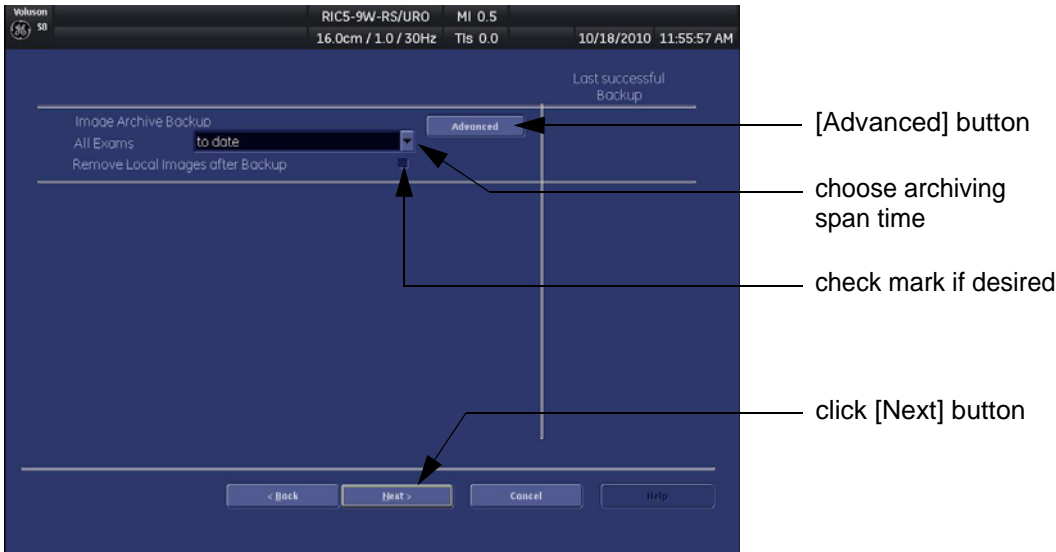 Voluson
S8
RIC5-9W-RS/URO MI 0.5
16.0cm / 1.0 / 30Hz TIs 0.0
10/18/2010 11:55:57 AM
Last successful
Backup
Image Archive Backup
Advanced
All Exams to date
Remove Local Images after Backup
< Back
Next >
Cancel
Help
[Advanced] button
choose archiving
span time
check mark if desired
click [Next] button